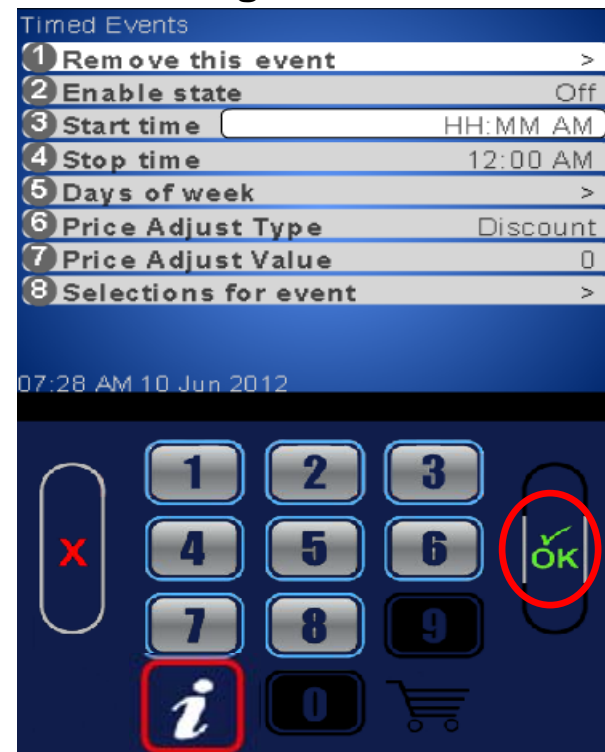 Timed Events
1 Remove this event >
2 Enable state Off
3 Start time HH:MM AM
4 Stop time 12:00 AM
5 Days of week >
6 Price Adjust Type Discount
7 Price Adjust Value 0
8 Selections for event >
07:28 AM 10 Jun 2012
1 2 3
X 4 5 6 OK
7 8 9
i 0